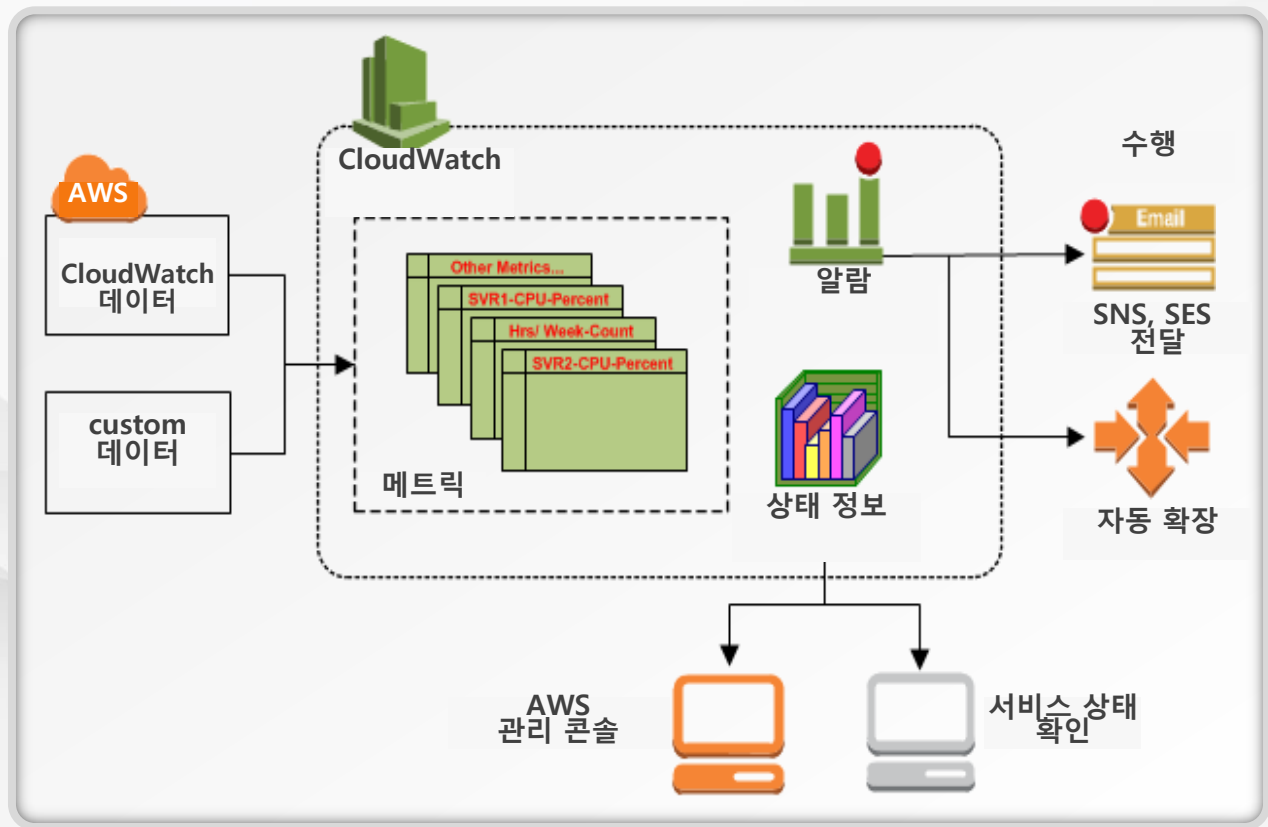 CloudWatch
수행
AWS
CloudWatch
데이터
custom
데이터
Other Metrics...
SVR1-CPU-Percent
Hrs/ Week-Count
SVR2-CPU-Percent
메트릭
알람
상태 정보
Email
SNS, SES
전달
자동 확장
AWS
관리 콘솔
서비스 상태
확인